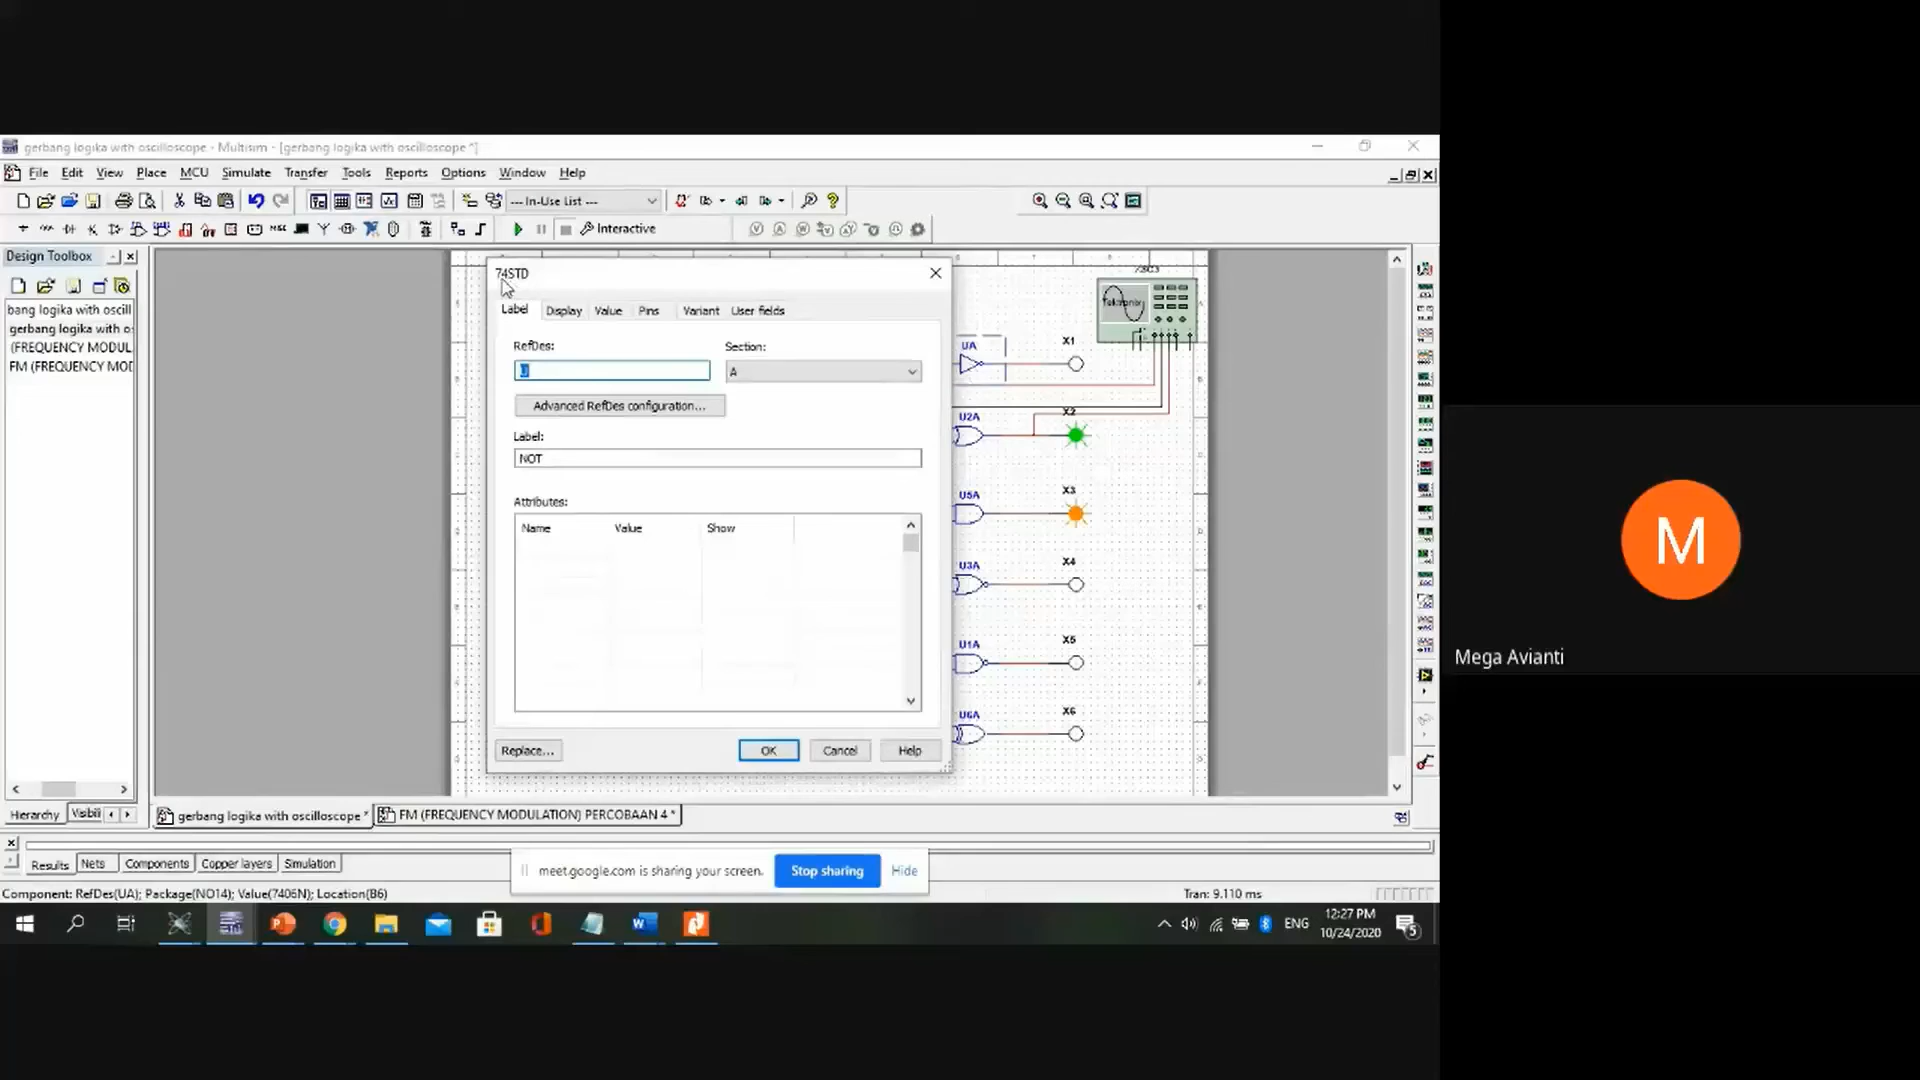 gerbang logika with oscilloscope - Multisim - [gerbang logika with oscilloscope *]
File Edit View Place MCU Simulate Transfer Tools Reports Options Window Help
--- In-Use List ---
Interactive
Design Toolbox
bang logika with oscill
gerbang logika with o
(FREQUENCY MODUL
FM (FREQUENCY MOD
Hierarchy Visibil
74STD
Label Display Value Pins Variant User fields
RefDes:
Section:
U
A
Advanced RefDes configuration...
Label:
NOT
Attributes:
Name Value Show
Replace... OK Cancel Help
Tektronix
UA X1
U2A X2
U5A X3
U3A X4
U1A X5
U6A X6
gerbang logika with oscilloscope * FM (FREQUENCY MODULATION) PERCOBAAN 4 *
Results Nets Components Copper layers Simulation
meet.google.com is sharing your screen. Stop sharing Hide
Component: RefDes(UA); Package(NO14); Value(7406N); Location(B6)
Tran: 9.110 ms
ENG
12:27 PM
10/24/2020
5
M
Mega Avianti